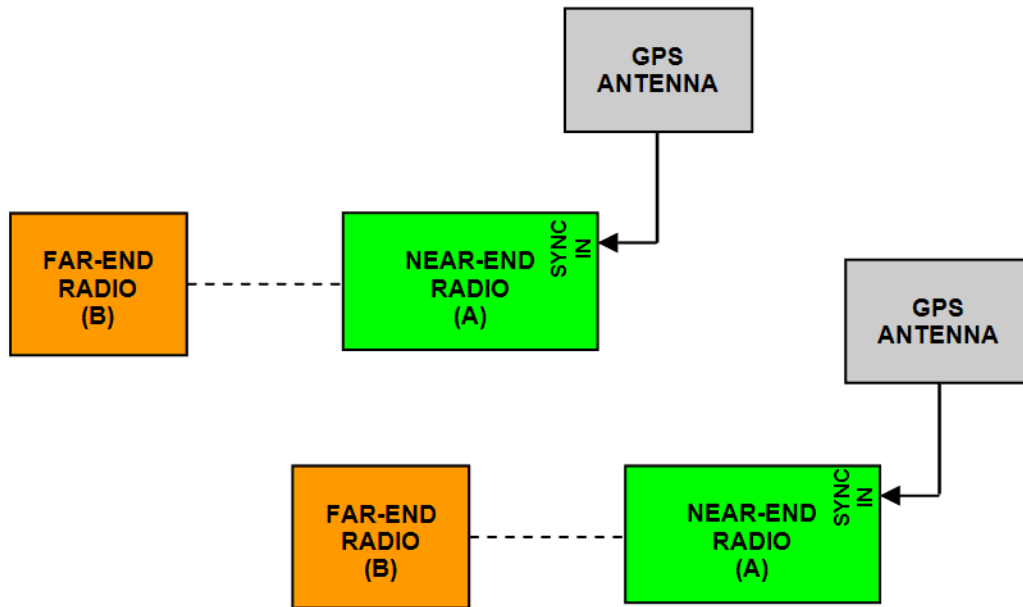 GPS
ANTENNA
FAR-END
RADIO
(B)
NEAR-END
RADIO
(A)
SYNC
IN
GPS
ANTENNA
FAR-END
RADIO
(B)
NEAR-END
RADIO
(A)
SYNC
IN